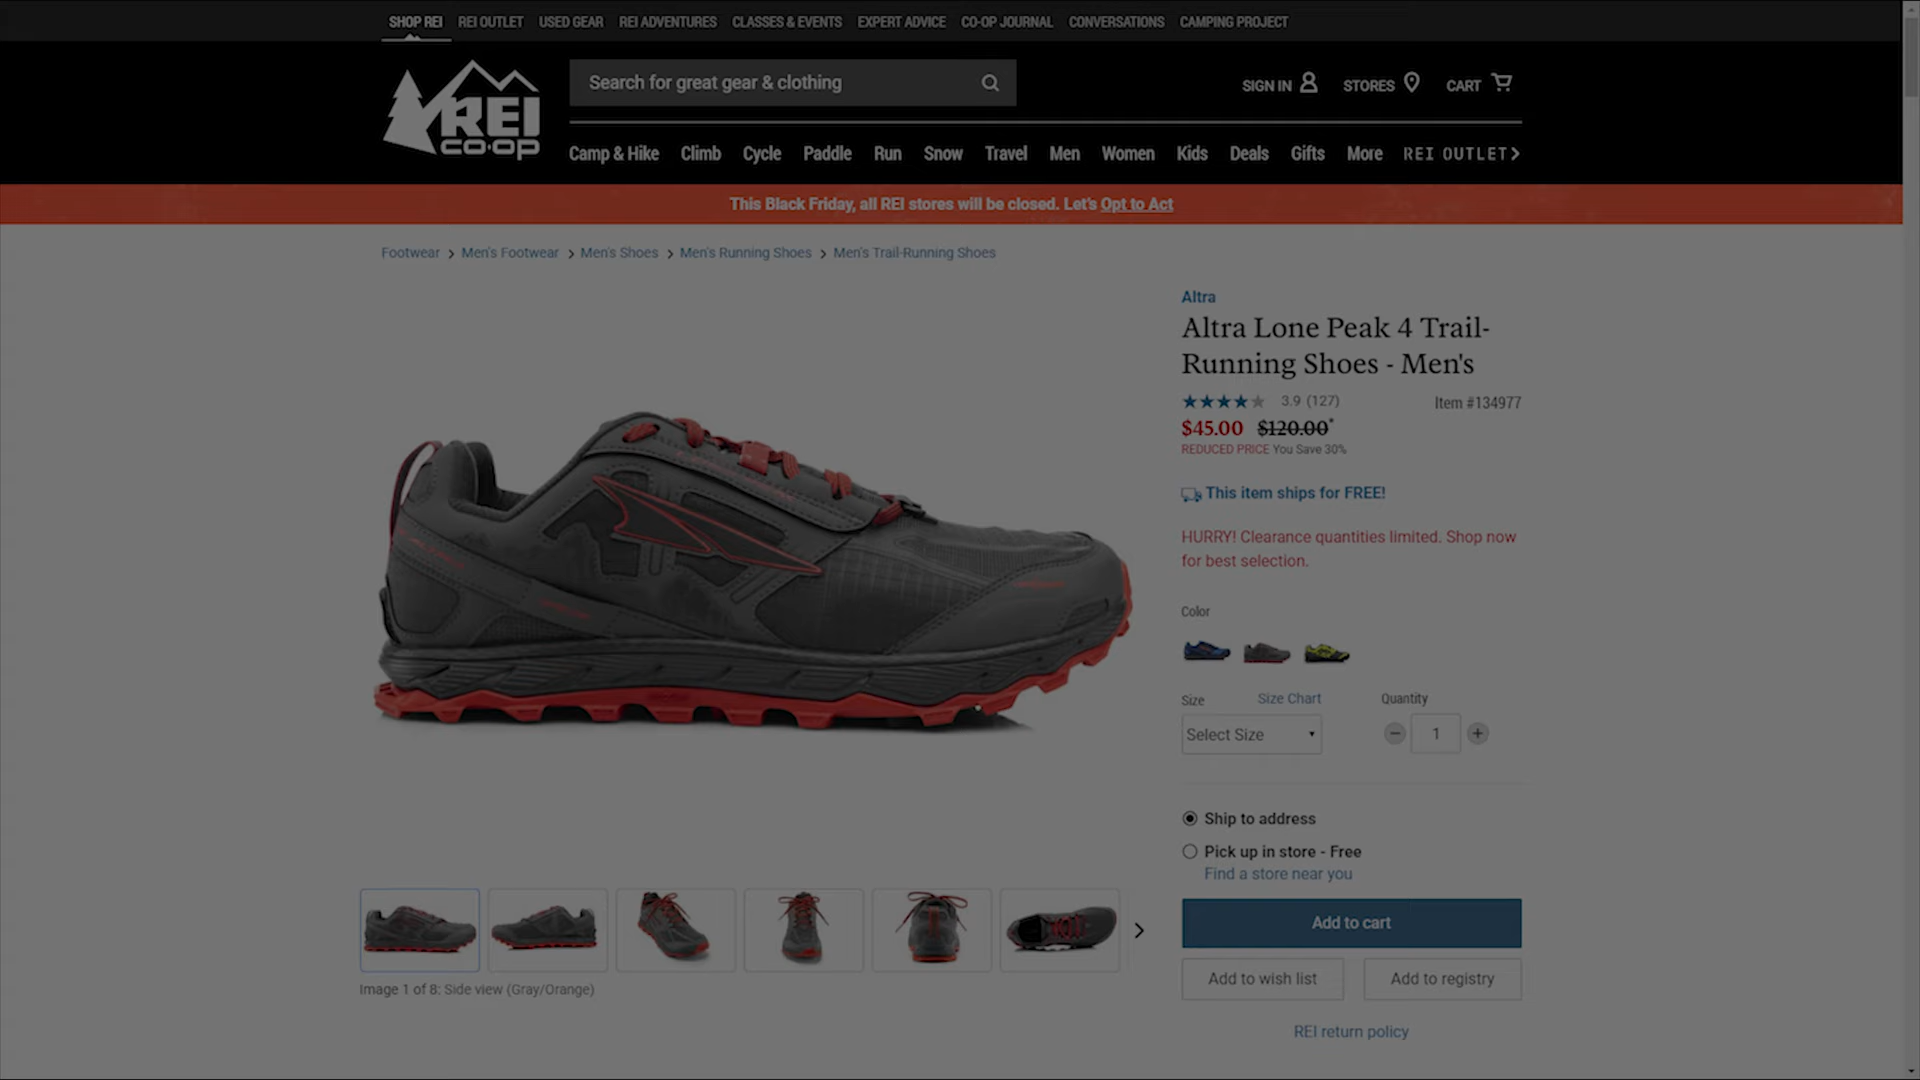 SHOP REI REI OUTLET USED GEAR REI ADVENTURES CLASSES & EVENTS EXPERT ADVICE CO-OP JOURNAL CONVERSATIONS CAMPING PROJECT
REI
CO·OP
Search for great gear & clothing
SIGN IN STORES CART
Camp & Hike Climb Cycle Paddle Run Snow Travel Men Women Kids Deals Gifts More REI OUTLET
This Black Friday, all REI stores will be closed. Let's Opt to Act
Footwear Men's Footwear Men's Shoes Men's Running Shoes Men's Trail-Running Shoes
Altra
Altra Lone Peak 4 Trail-
Running Shoes - Men's
3.9 (127) Item #134977
$45.00 $120.00*
REDUCED PRICE You Save 30%
This item ships for FREE!
HURRY! Clearance quantities limited. Shop now
for best selection.
Color
Size Size Chart Quantity
Select Size 1
Ship to address
Pick up in store - Free
Find a store near you
Add to cart
Add to wish list Add to registry
REI return policy
Image 1 of 8: Side view (Gray/Orange)